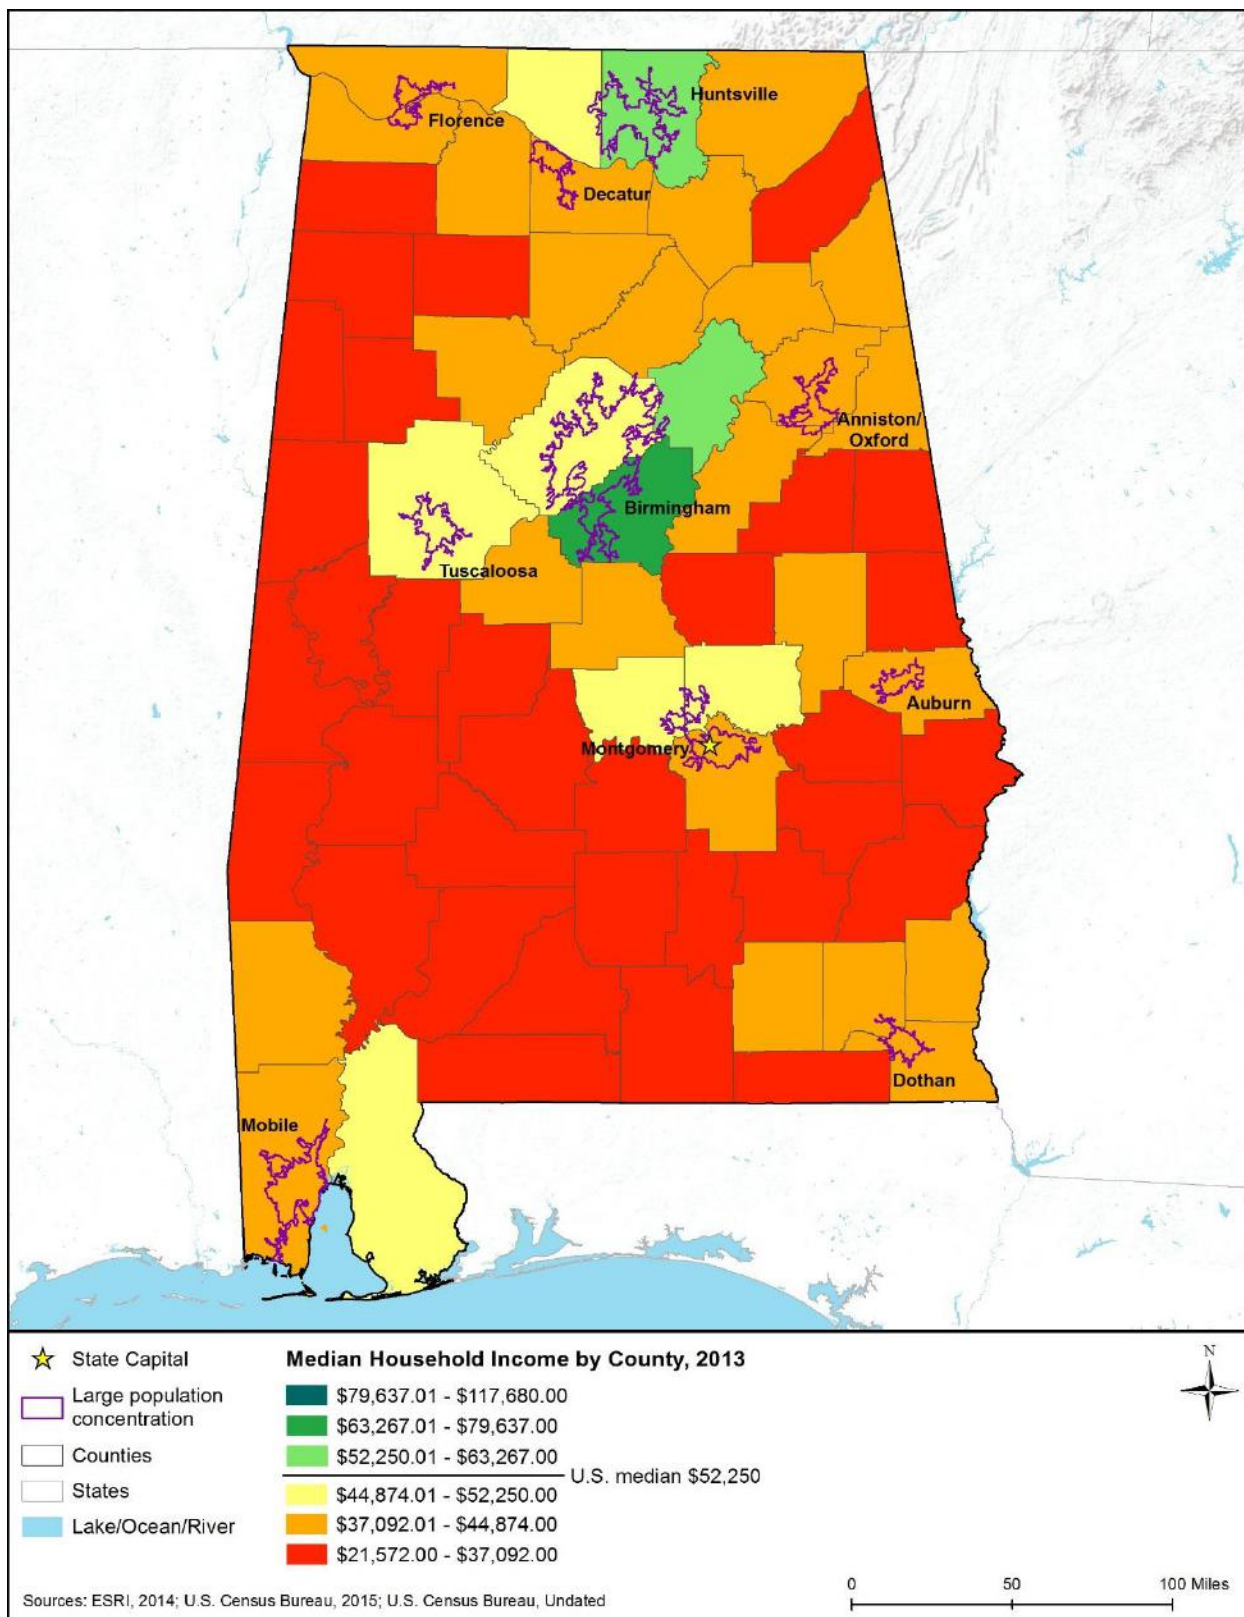 Huntsville
Florence
Decatur
Anniston/
Oxford
Birmingham
Tuscaloosa
Auburn
Montgomery
Dothan
Mobile
State Capital
Large population
concentration
Counties
States
Lake/Ocean/River
Median Household Income by County, 2013
$79,637.01 - $117,680.00
$63,267.01 - $79,637.00
$52,250.01 - $63,267.00
U.S. median $52,250
$44,874.01 - $52,250.00
$37,092.01 - $44,874.00
$21,572.00 - $37,092.00
N
0 50 100 Miles
Sources: ESRI, 2014; U.S. Census Bureau, 2015; U.S. Census Bureau, Undated